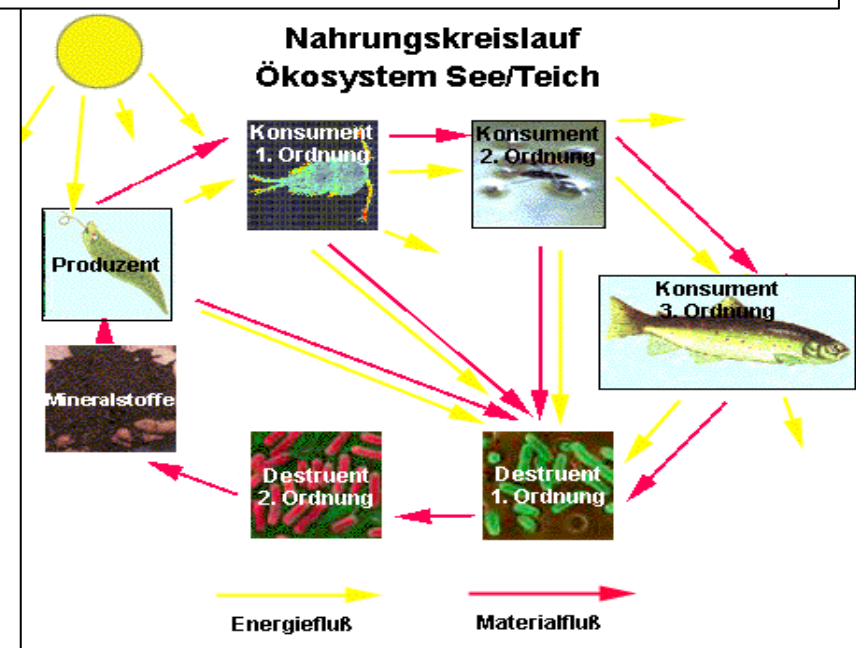 Nahrungskreislauf
Ökosystem See/Teich
Konsument
1. Ordnung
Konsument
2. Ordnung
Produzent
Konsument
3. Ordnung
Mineralstoffe
Destruent
2. Ordnung
Destruent
1. Ordnung
Energiefluß
Materialfluß